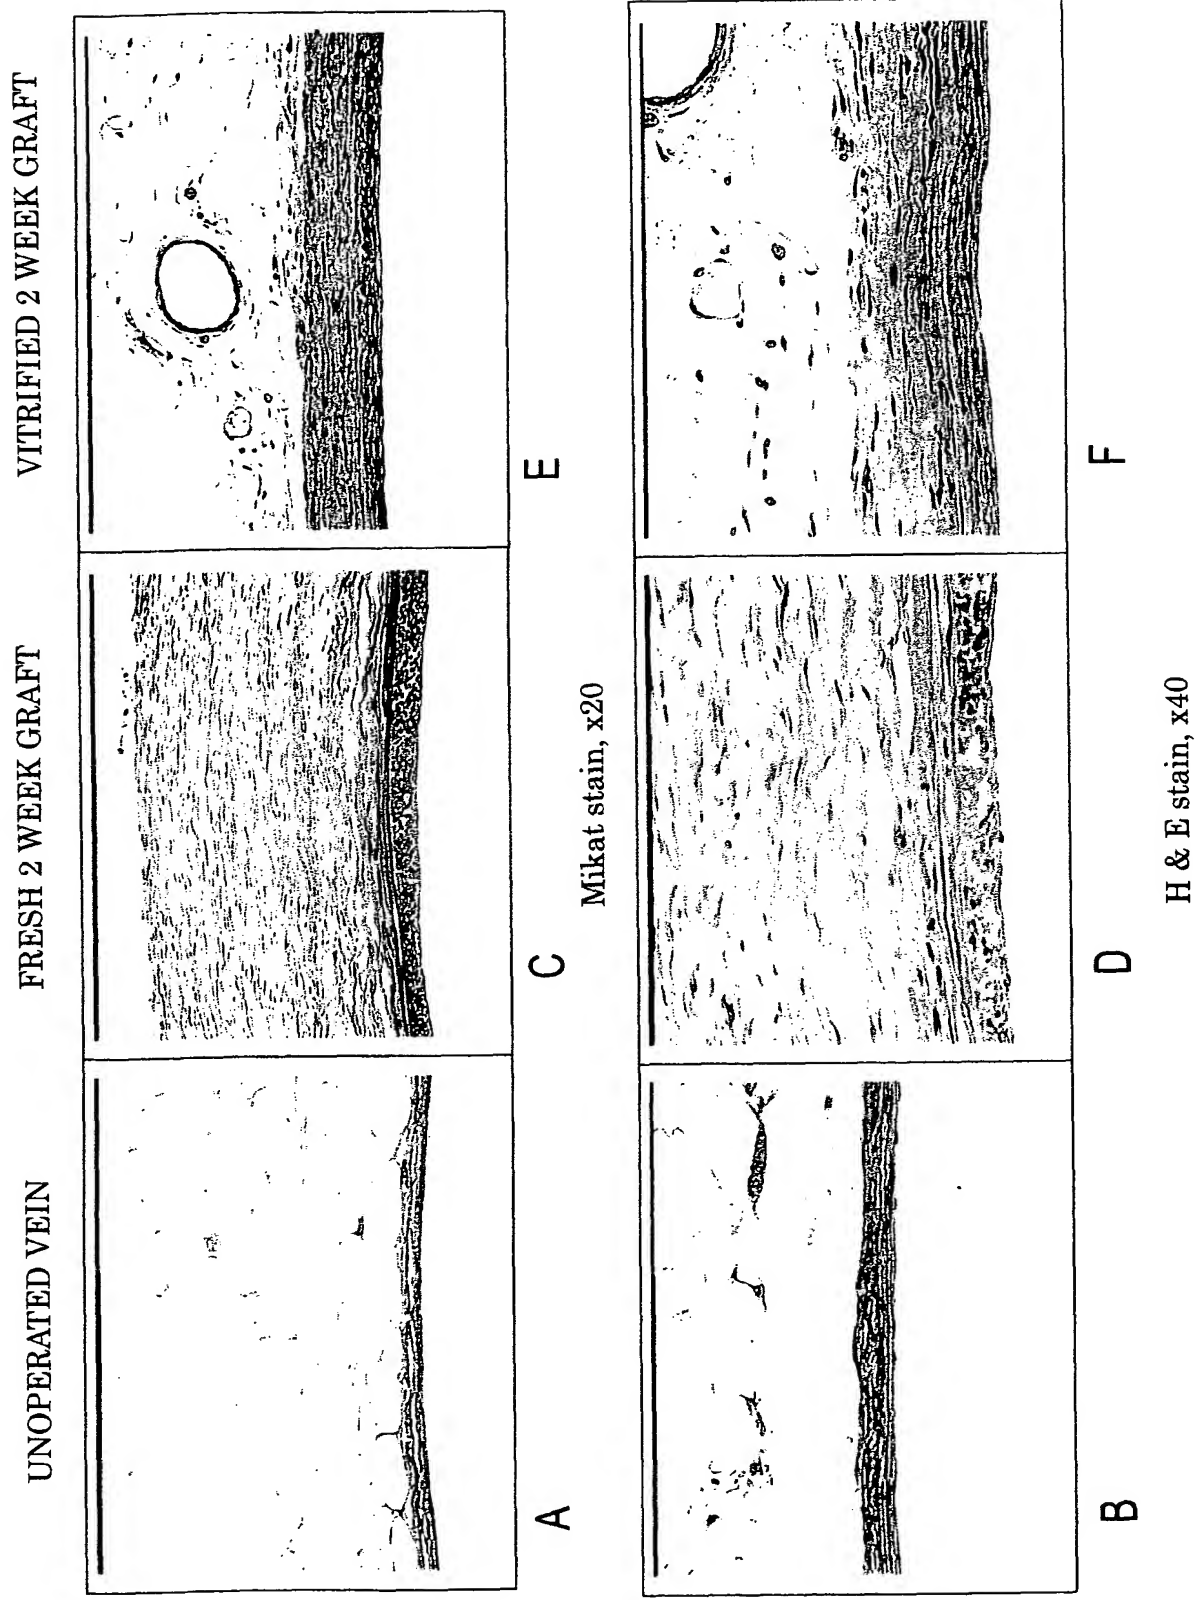 UNOPERATED VEIN
FRESH 2 WEEK GRAFT
VITRIFIED 2 WEEK GRAFT
A
C
E
Mikat stain, x20
B
D
F
H & E stain, x40